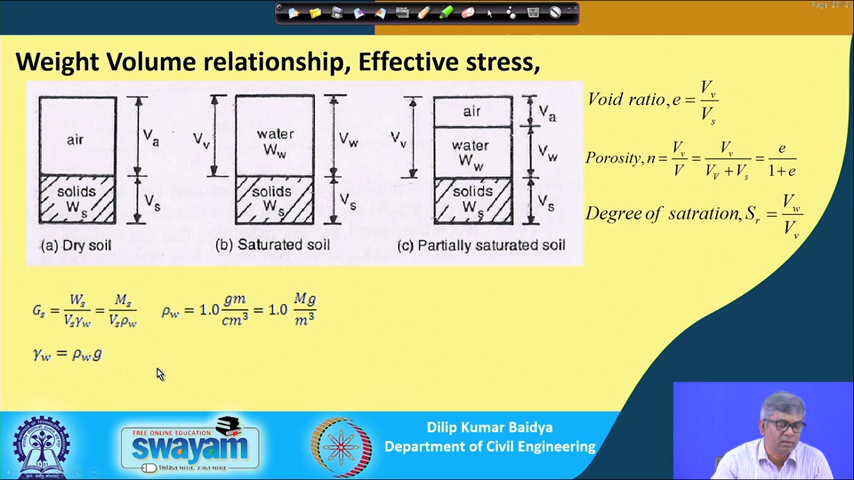 Weight Volume relationship, Effective stress,
air
Va
Vs
solids
Ws
(a) Dry soil
Vv
water
Ww
Vw
solids
Ws
Vs
(b) Saturated soil
air
Va
Vv
water
Ww
Vw
solids
Ws
Vs
(c) Partially saturated soil
Void ratio, e = Vv / Vs
Porosity, n = Vv / V = Vv / (VV + Vs) = e / (1 + e)
Degree of satration, Sr = Vw / Vv
Gs = Ws / (Vsγw) = Ms / (Vsρw)   ρw = 1.0 gm/cm³ = 1.0 Mg/m³
γw = ρwg
FREE ONLINE EDUCATION
swayam
Dilip Kumar Baidya
Department of Civil Engineering